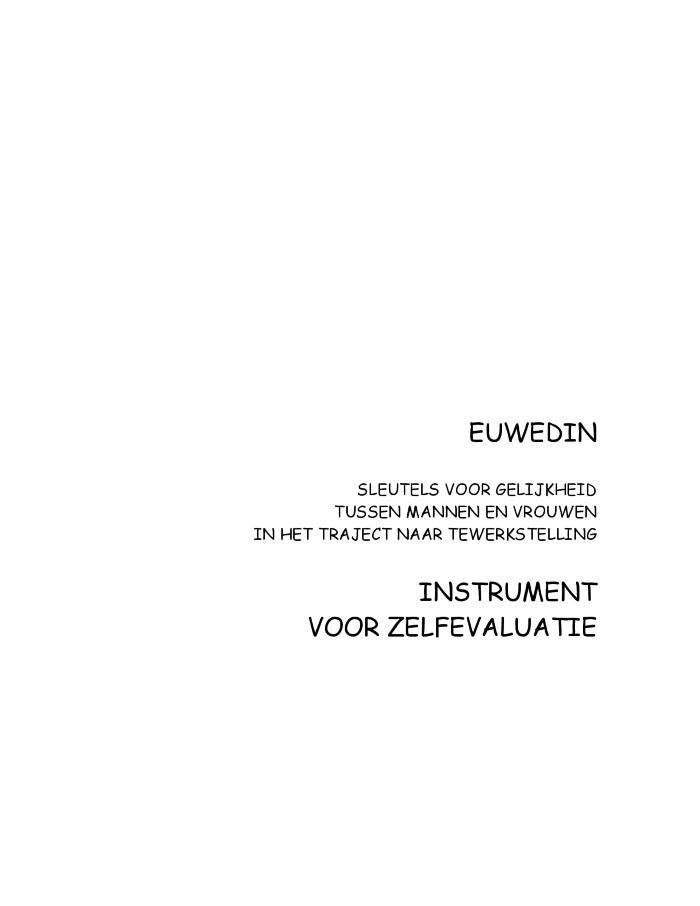 EUWEDIN
SLEUTELS VOOR GELIJKHEID
TUSSEN MANNEN EN VROUWEN
IN HET TRAJECT NAAR TEWERKSTELLING
INSTRUMENT
VOOR ZELFEVALUATIE